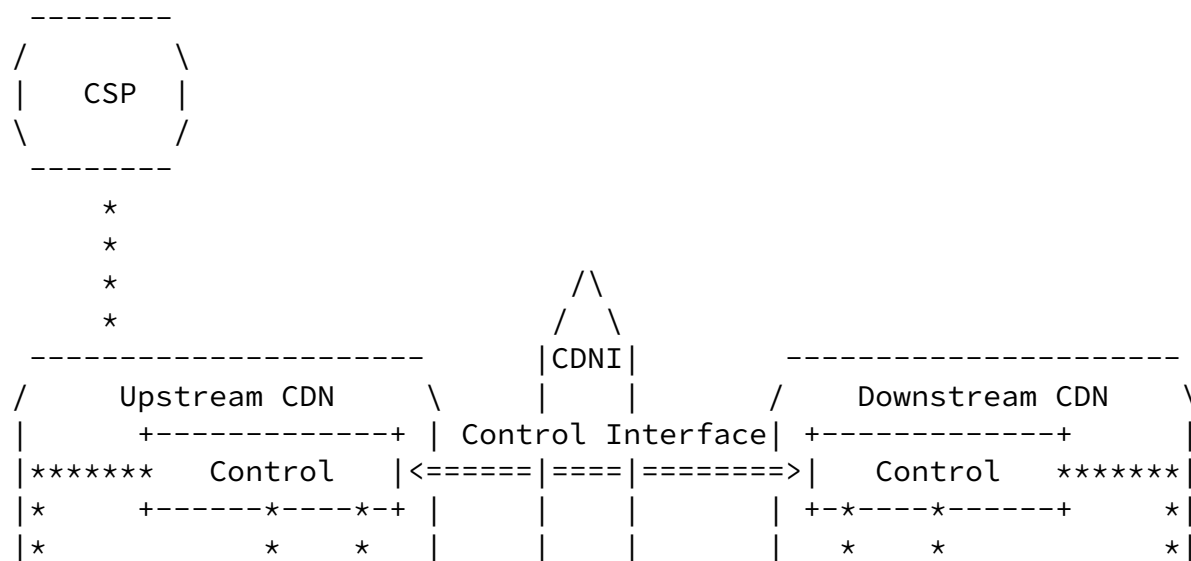 CSP
CDNI
Upstream CDN Downstream CDN
Control Interface
Control Control